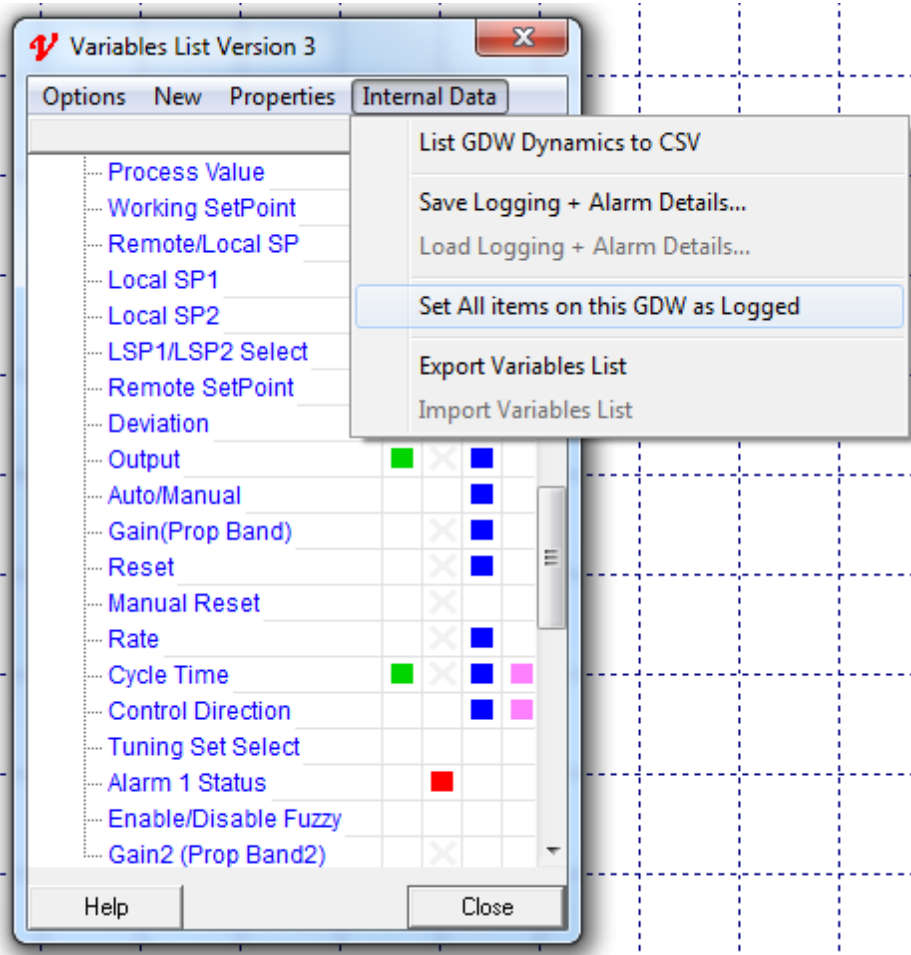 Variables List Version 3
Options New Properties Internal Data
List GDW Dynamics to CSV
Save Logging + Alarm Details...
Load Logging + Alarm Details...
Set All items on this GDW as Logged
Export Variables List
Import Variables List
Process Value
Working SetPoint
Remote/Local SP
Local SP1
Local SP2
LSP1/LSP2 Select
Remote SetPoint
Deviation
Output
Auto/Manual
Gain(Prop Band)
Reset
Manual Reset
Rate
Cycle Time
Control Direction
Tuning Set Select
Alarm 1 Status
Enable/Disable Fuzzy
Gain2 (Prop Band2)
Help Close